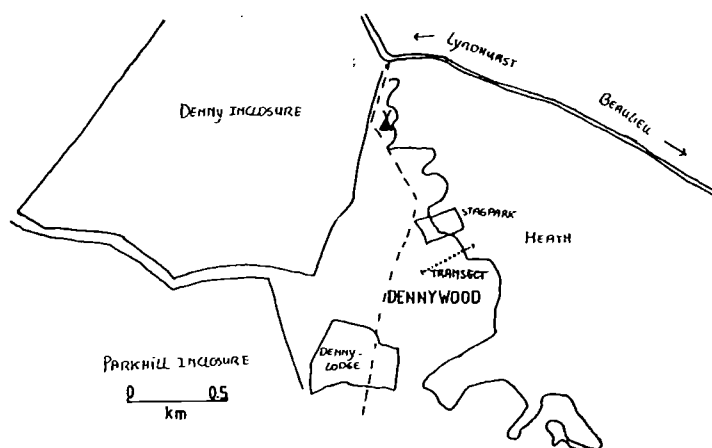 ← LYNDHURST
BEAULIEU →
DENNY INCLOSURE
STAGPARK
HEATH
TRANSECT
DENNYWOOD
DENNY-
LODGE
PARKHILL INCLOSURE
0 0.5
km